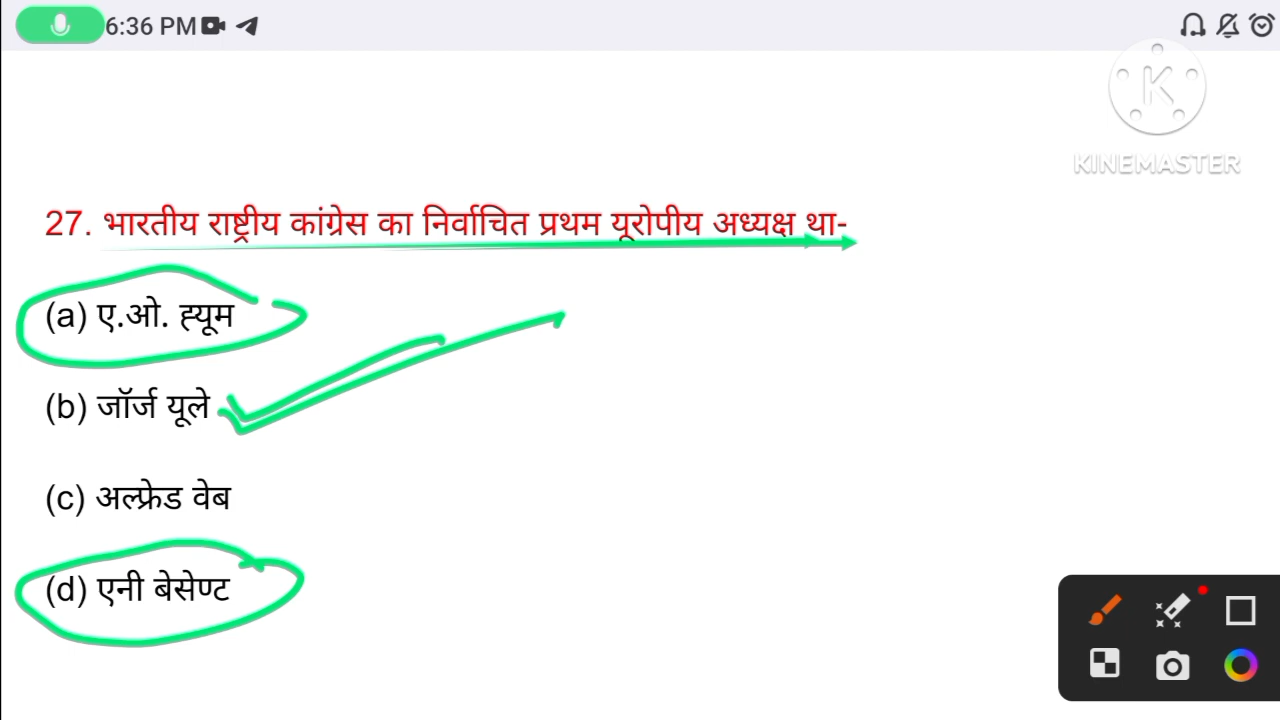 6:36 PM
K
KINEMASTER
27. भारतीय राष्ट्रीय कांग्रेस का निर्वाचित प्रथम यूरोपीय अध्यक्ष था-
(a) ए.ओ. ह्यूम
(b) जॉर्ज यूले
(c) अल्फ्रेड वेब
(d) एनी बेसेण्ट